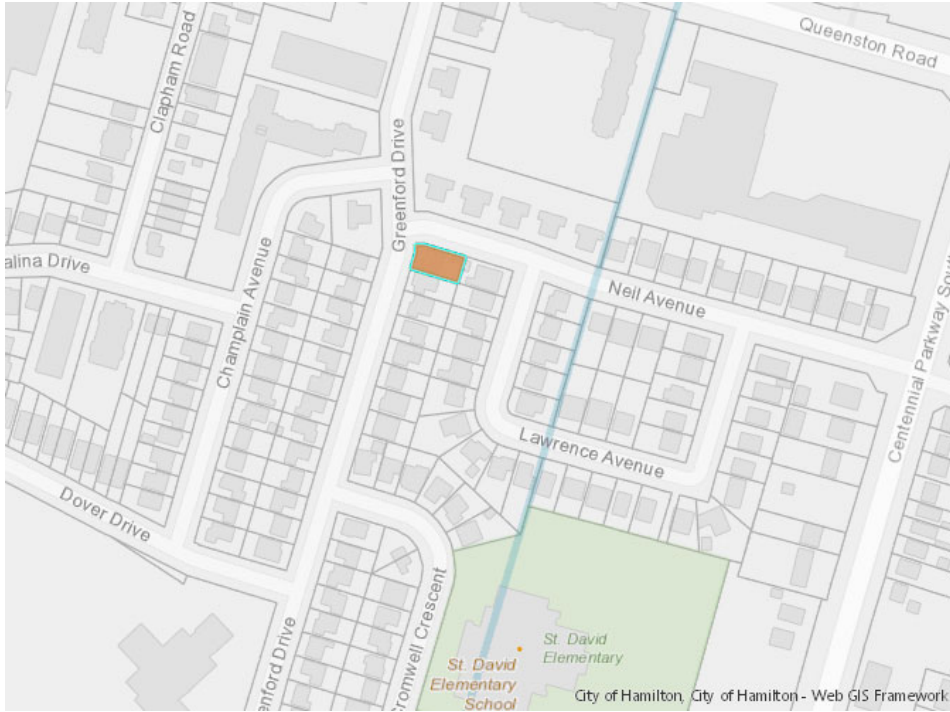 Queenston Road
Clapham Road
Greenford Drive
Champlain Avenue
alina Drive
Neil Avenue
Centennial Parkway Sou
Lawrence Avenue
Dover Drive
Cromwell Crescent
enford Drive
St. David
Elementary
St. David
Elementary
School
City of Hamilton, City of Hamilton - Web GIS Framework